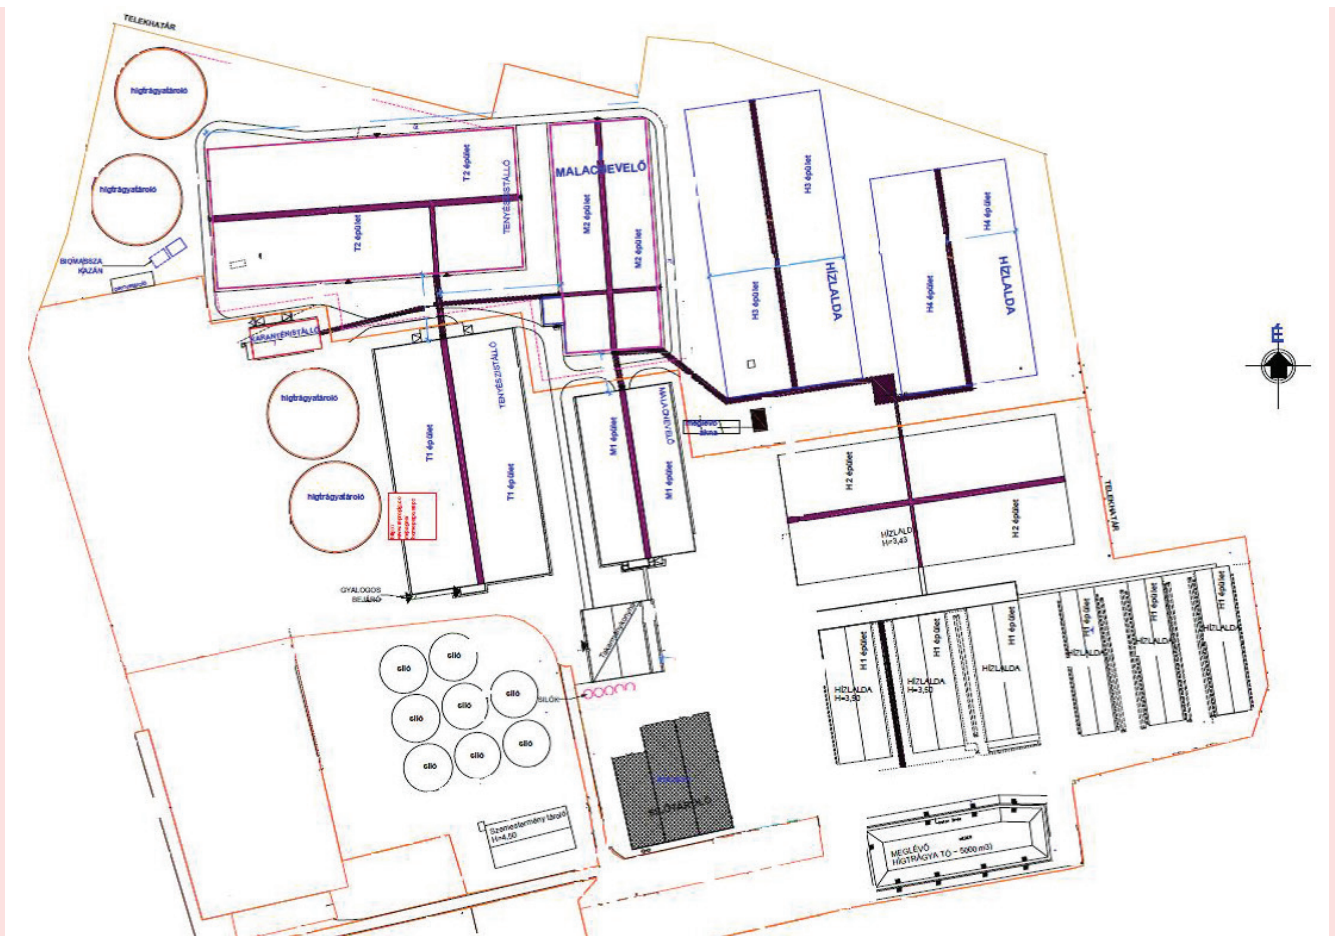 TELEKHATÁR
hígtrágyatároló
hígtrágyatároló
BIOMASSZA
KAZÁN
T2 épület
TENYÉSZISTÁLLÓ
T2 épület
MALACNEVELŐ
M2 épület
M2 épület
H3 épület
H3 épület
HÍZLALDA
H4 épület
H4 épület
HÍZLALDA
É
KARANTÉNISTÁLLÓ
hígtrágyatároló
hígtrágyatároló
T1 épület
TENYÉSZISTÁLLÓ
T1 épület
M1 épület
MALACNEVELŐ
M1 épület
meglévő
akna
H2 épület
H2 épület
HÍZLALDA
H=3,43
TELEKHATÁR
GYALOGOS
BEJÁRÓ
Takarmánykonyha
SILÓK
siló
siló
siló
siló
siló
siló
siló
siló
Szemestermény tároló
H=4,50
SILÓTÁROLÓ
H1 épület
HÍZLALDA
H=3,50
H1 épület
HÍZLALDA
H=3,50
H1 épület
HÍZLALDA
H1 épület
HÍZLALDA
H1 épület
HÍZLALDA
H1 épület
HÍZLALDA
MEGLÉVŐ
HÍGTRÁGYA TÓ - 5000 m3